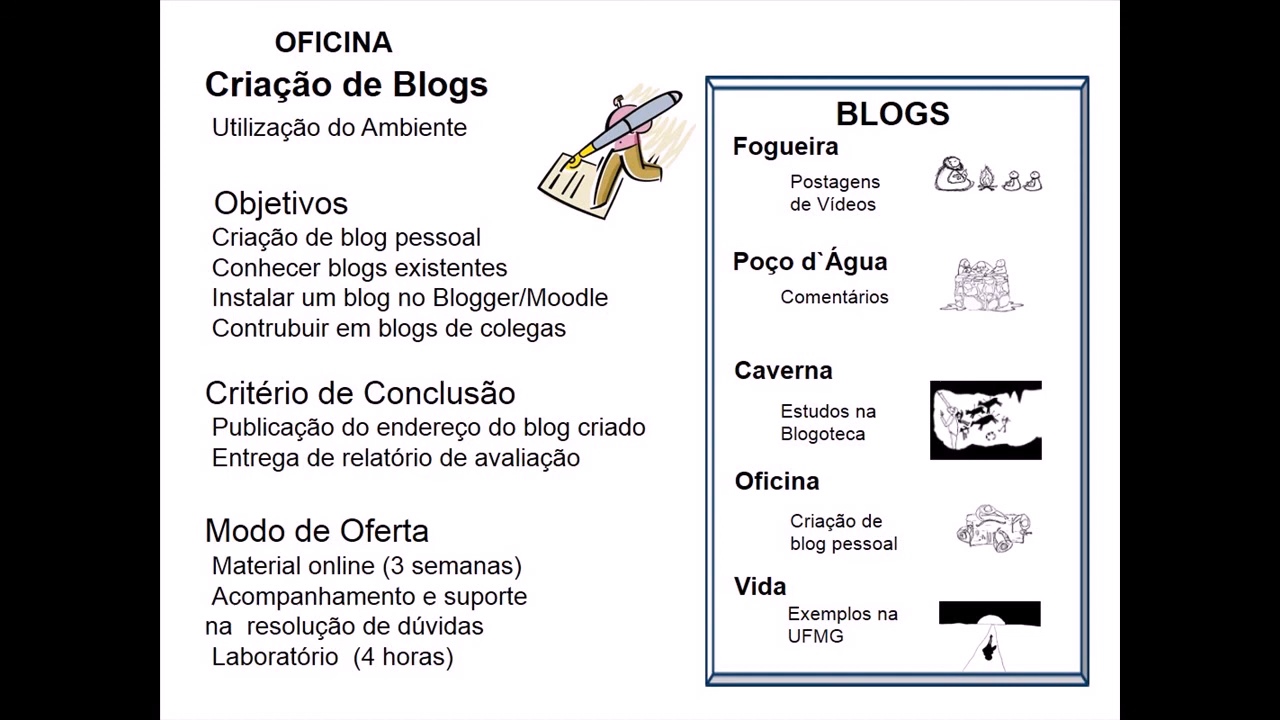 OFICINA
Criação de Blogs
Utilização do Ambiente
Objetivos
Criação de blog pessoal
Conhecer blogs existentes
Instalar um blog no Blogger/Moodle
Contrubuir em blogs de colegas
Critério de Conclusão
Publicação do endereço do blog criado
Entrega de relatório de avaliação
Modo de Oferta
Material online (3 semanas)
Acompanhamento e suporte
na resolução de dúvidas
Laboratório (4 horas)
BLOGS
Fogueira
Postagens
de Vídeos
Poço d`Água
Comentários
Caverna
Estudos na
Blogoteca
Oficina
Criação de
blog pessoal
Vida
Exemplos na
UFMG